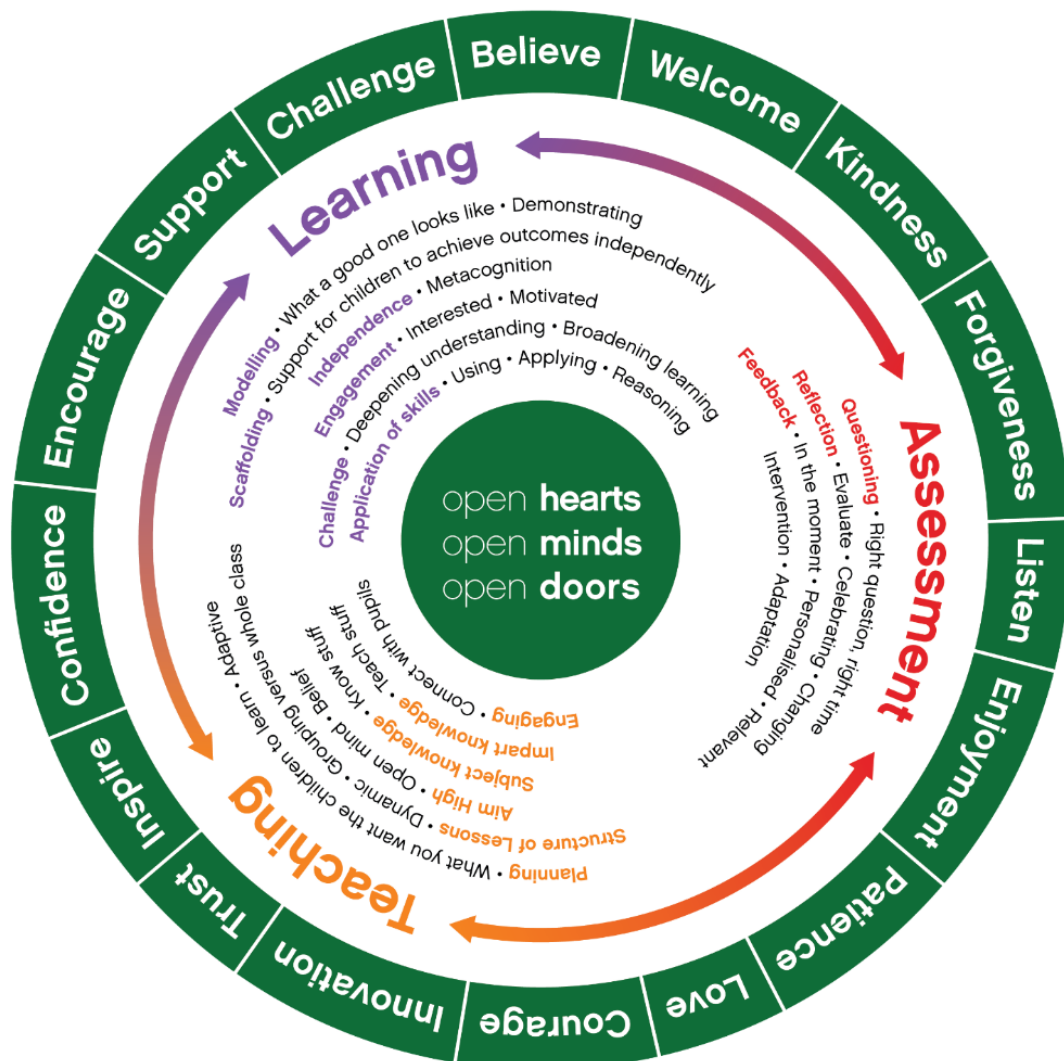 Believe
Welcome
Kindness
Forgiveness
Listen
Enjoyment
Patience
Love
Courage
Innovation
Trust
Inspire
Confidence
Encourage
Support
Challenge
Learning
Modelling • What a good one looks like • Demonstrating
Scaffolding • Support for children to achieve outcomes independently
Independence • Metacognition
Engagement • Interested • Motivated
Challenge • Deepening understanding • Broadening learning
Application of skills • Using • Applying • Reasoning
Assessment
Questioning • Right question, right time
Reflection • Evaluate • Celebrating • Changing
Feedback • In the moment • Personalised • Relevant
Intervention • Adaptation
Teaching
Planning • What you want the children to learn • Adaptive
Structure of Lessons • Dynamic • Grouping versus whole class
Aim High • Open mind • Belief
Subject knowledge • Know stuff
Impart knowledge • Teach stuff
Engaging • Connect with pupils
open hearts
open minds
open doors